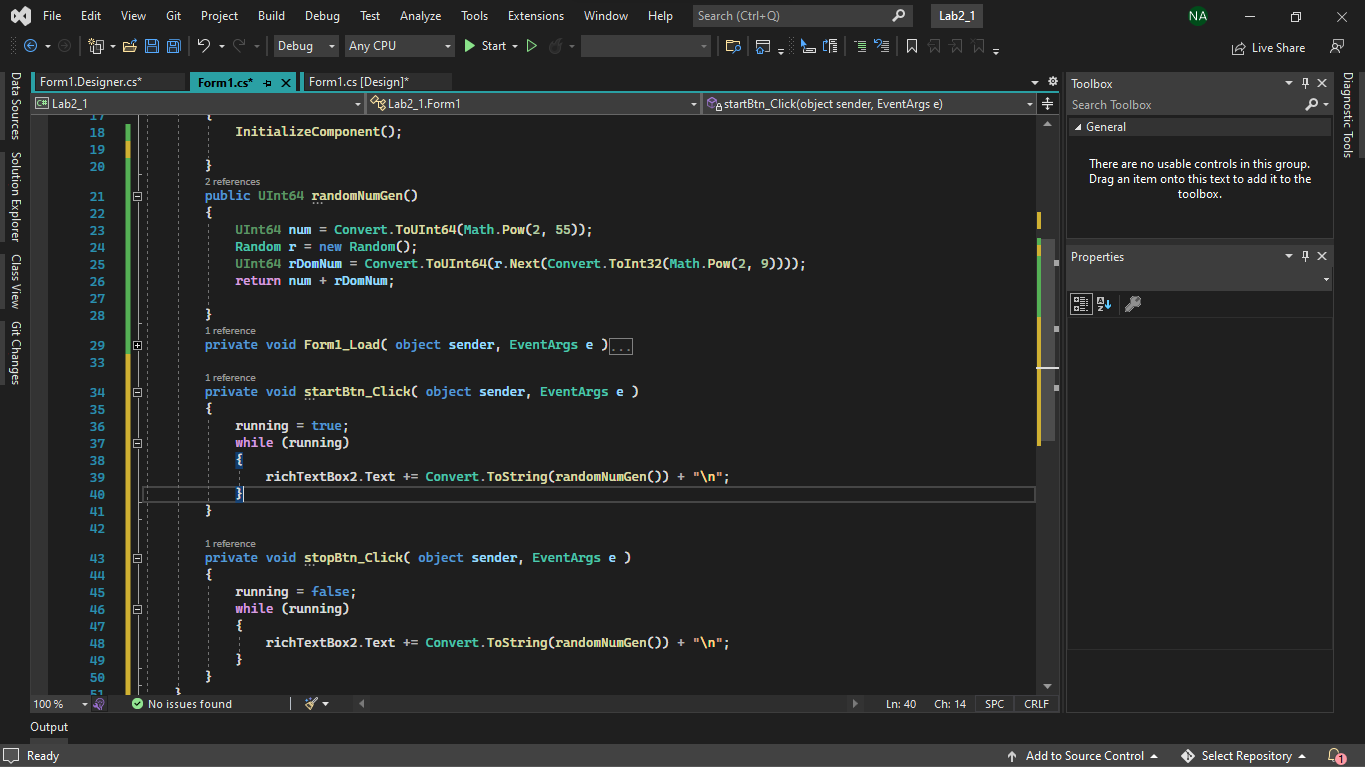 File Edit View Git Project Build Debug Test Analyze Tools Extensions Window Help Search (Ctrl+Q) Lab2_1 NA
Debug Any CPU Start Live Share
Form1.Designer.cs* Form1.cs* Form1.cs [Design]*
C# Lab2_1 Lab2_1.Form1 startBtn_Click(object sender, EventArgs e)
17 {
18 InitializeComponent();
19
20 }
2 references
21 public UInt64 randomNumGen()
22 {
23 UInt64 num = Convert.ToUInt64(Math.Pow(2, 55));
24 Random r = new Random();
25 UInt64 rDomNum = Convert.ToUInt64(r.Next(Convert.ToInt32(Math.Pow(2, 9))));
26 return num + rDomNum;
27
28 }
1 reference
29 private void Form1_Load( object sender, EventArgs e )...
33
1 reference
34 private void startBtn_Click( object sender, EventArgs e )
35 {
36 running = true;
37 while (running)
38 {
39 richTextBox2.Text += Convert.ToString(randomNumGen()) + "\n";
40 }
41 }
42
1 reference
43 private void stopBtn_Click( object sender, EventArgs e )
44 {
45 running = false;
46 while (running)
47 {
48 richTextBox2.Text += Convert.ToString(randomNumGen()) + "\n";
49 }
50 }
51 }
100 % No issues found Ln: 40 Ch: 14 SPC CRLF
Output
Ready Add to Source Control Select Repository 1
Data Sources
Solution Explorer
Class View
Git Changes
Toolbox
Search Toolbox
General
There are no usable controls in this group.
Drag an item onto this text to add it to the
toolbox.
Properties
Diagnostic Tools